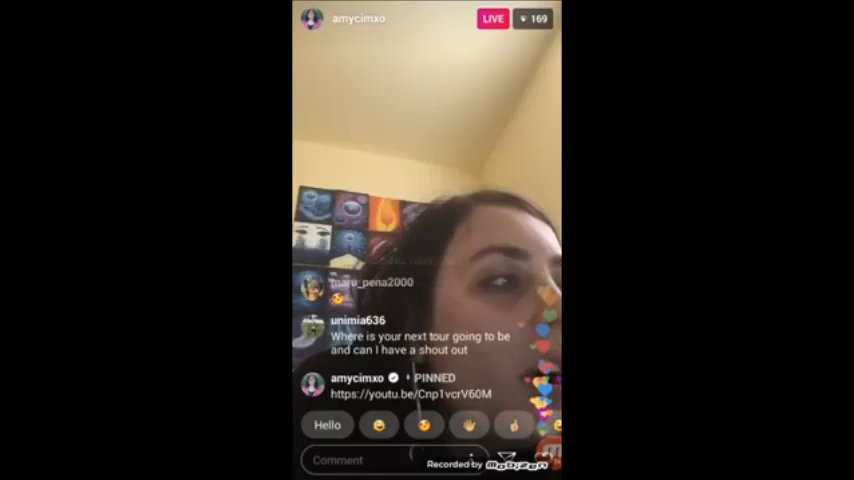 amycimxo
LIVE
169
maru_pena2000
unimia636
Where is your next tour going to be
and can I have a shout out
amycimxo PINNED
https://youtu.be/Cnp1vcrV60M
Hello
Comment
Recorded by mobizen